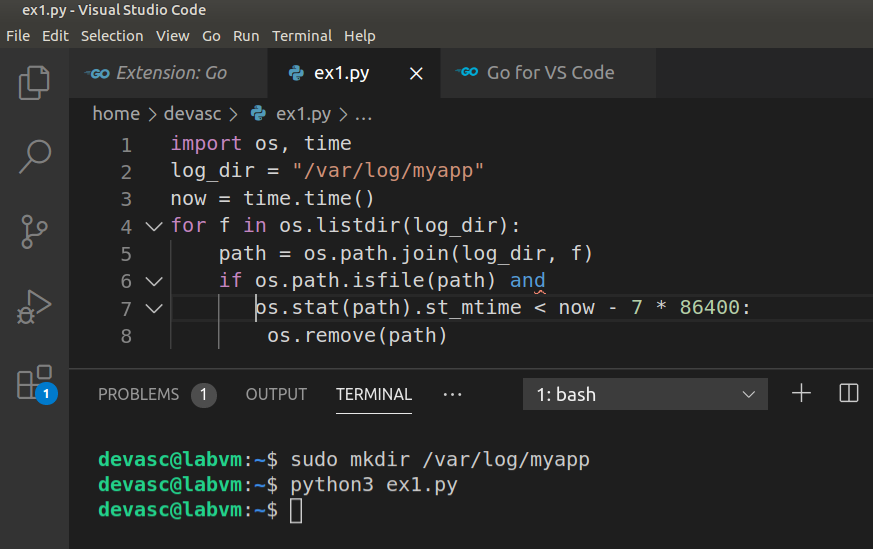 ex1.py - Visual Studio Code
File Edit Selection View Go Run Terminal Help
GO Extension: Go ex1.py GO Go for VS Code
home > devasc > ex1.py > ...
1 import os, time
2 log_dir = "/var/log/myapp"
3 now = time.time()
4 for f in os.listdir(log_dir):
5     path = os.path.join(log_dir, f)
6     if os.path.isfile(path) and
7        os.stat(path).st_mtime < now - 7 * 86400:
8         os.remove(path)
1
PROBLEMS 1 OUTPUT TERMINAL ... 1: bash
devasc@labvm:~$ sudo mkdir /var/log/myapp
devasc@labvm:~$ python3 ex1.py
devasc@labvm:~$